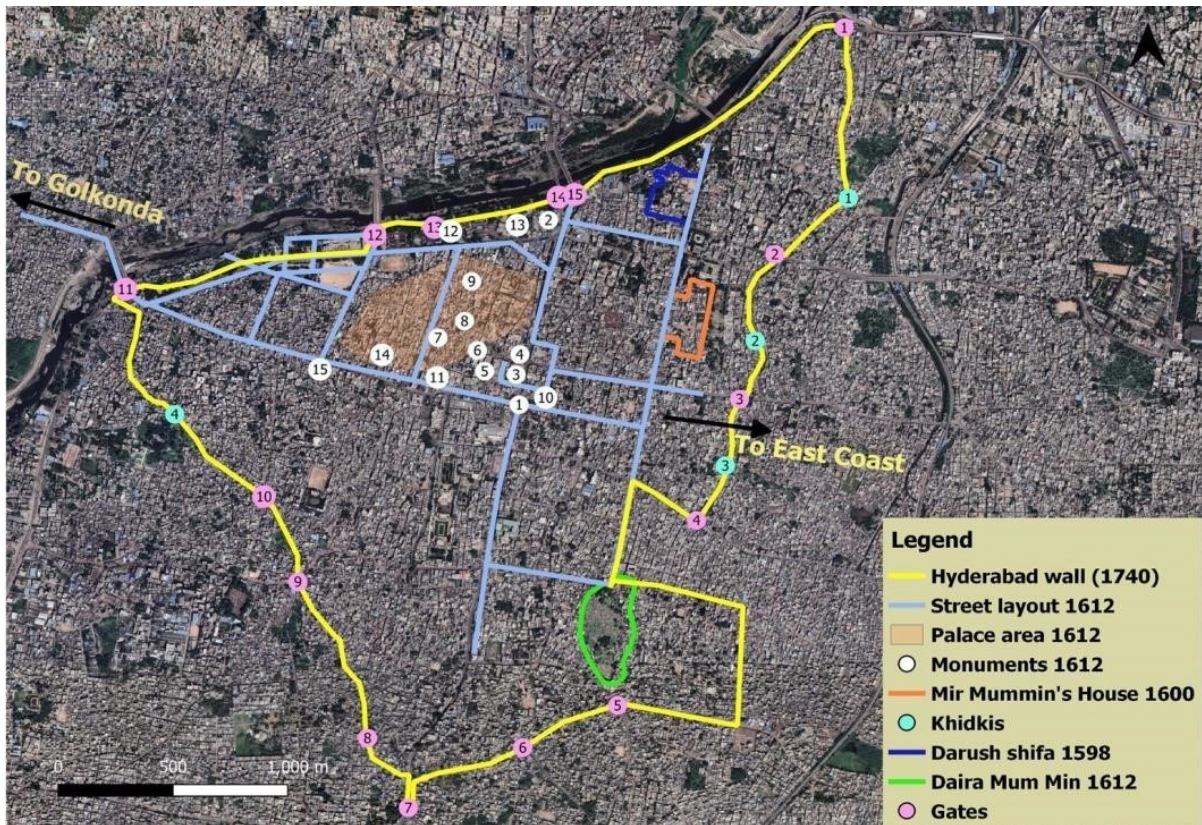 1
1
14
15
2
13
12
13
12
To Golkonda
2
11
9
8
2
7
6
4
14
5
3
15
11
10
1
3
4
To East Coast
3
10
4
9
5
6
8
7
0
500
1,000 m
Legend
Hyderabad wall (1740)
Street layout 1612
Palace area 1612
Monuments 1612
Mir Mummin's House 1600
Khidkis
Darush shifa 1598
Daira Mum Min 1612
Gates